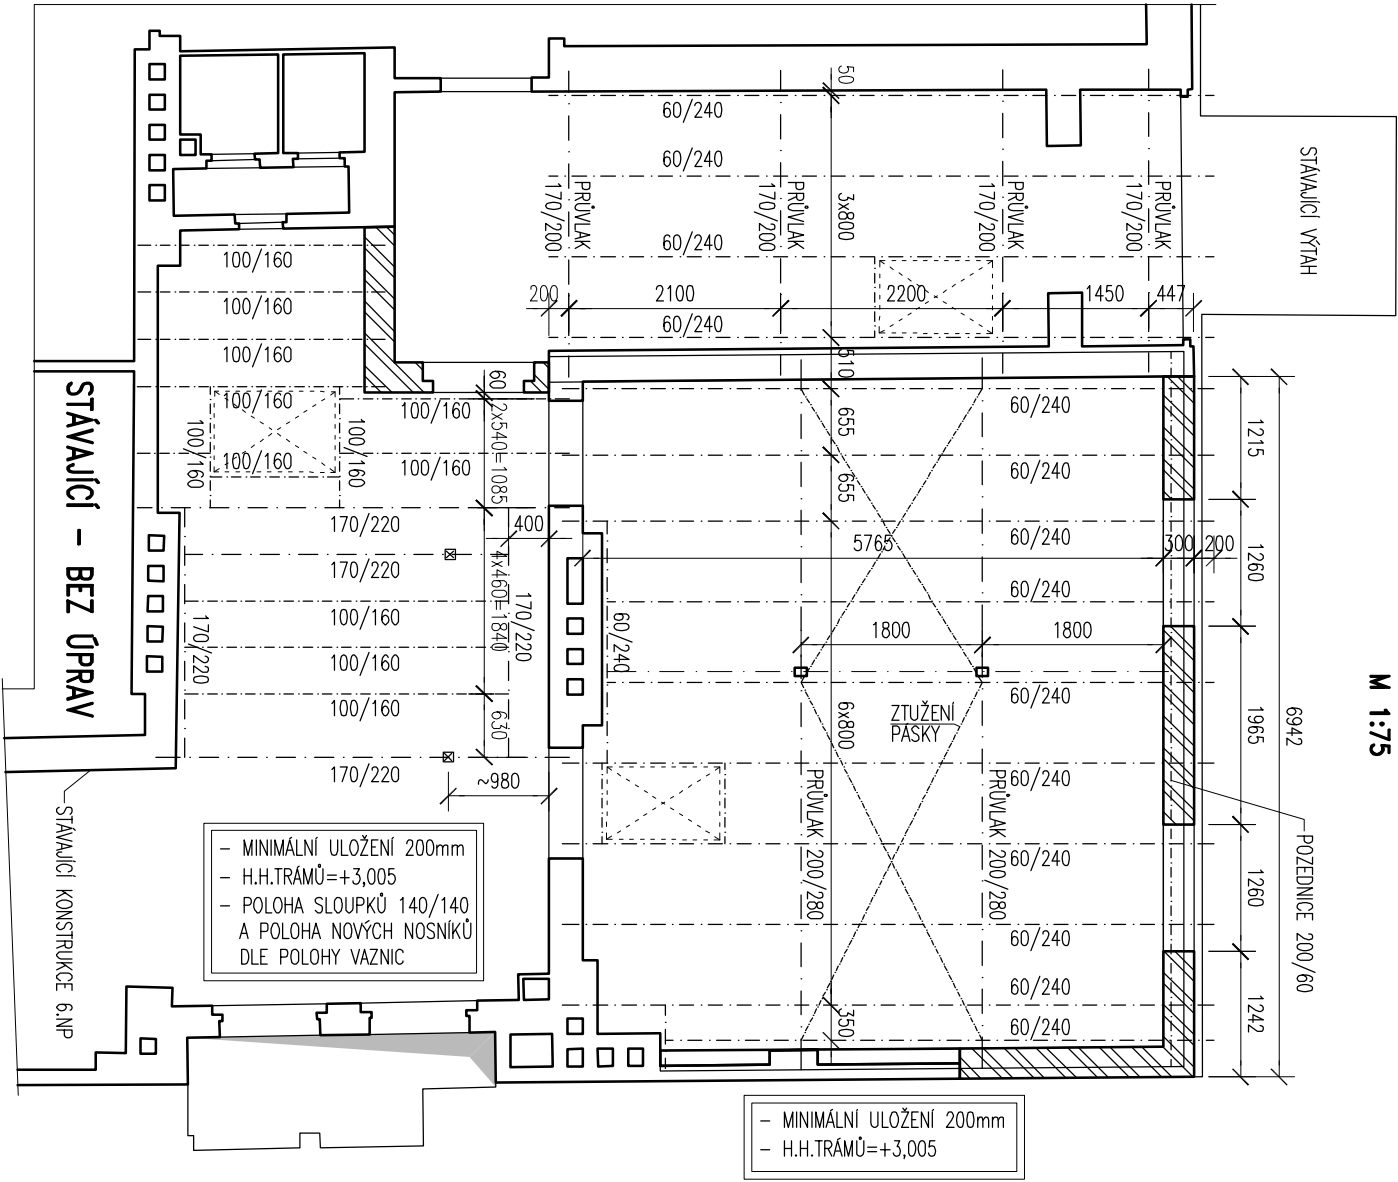 50
60/240
60/240
3x800
PRŮVLAK
170/200
PRŮVLAK
170/200
PRŮVLAK
170/200
PRŮVLAK
170/200
STÁVAJÍCÍ VÝTAH
60/240
100/160
100/160
100/160
100/160
100/160
200
2100
2200
1450
447
60/240
510
60
100/160
100/160
100/160
100/160
2x540=1085
655
655
60/240
60/240
60/240
60/240
60/240
60/240
60/240
60/240
60/240
60/240
1215
1260
1965
1260
1242
6942
M 1:75
STÁVAJÍCÍ - BEZ ÚPRAV
170/220
170/220
100/160
100/160
100/160
170/220
170/220
170/220
400
4x460=1840
630
~980
60/240
5765
300
200
1800
1800
6x800
ZTUŽENÍ
PÁSKY
PRŮVLAK 200/280
PRŮVLAK 200/280
POZEDNICE 200/60
350
STÁVAJÍCÍ KONSTRUKCE 6.NP
- MINIMÁLNÍ ULOŽENÍ 200mm
- H.H.TRÁMŮ=+3,005
- POLOHA SLOUPKŮ 140/140
A POLOHA NOVÝCH NOSNÍKŮ
DLE POLOHY VAZNIC
- MINIMÁLNÍ ULOŽENÍ 200mm
- H.H.TRÁMŮ=+3,005